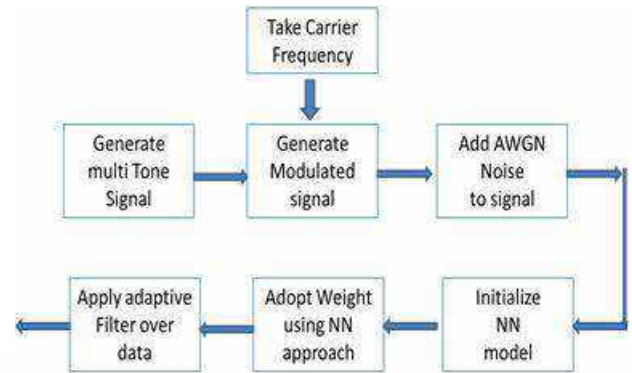 Take Carrier
Frequency
Generate
multi Tone
Signal
Generate
Modulated
signal
Add AWGN
Noise
to signal
Initialize
NN
model
Adopt Weight
using NN
approach
Apply adaptive
Filter over
data